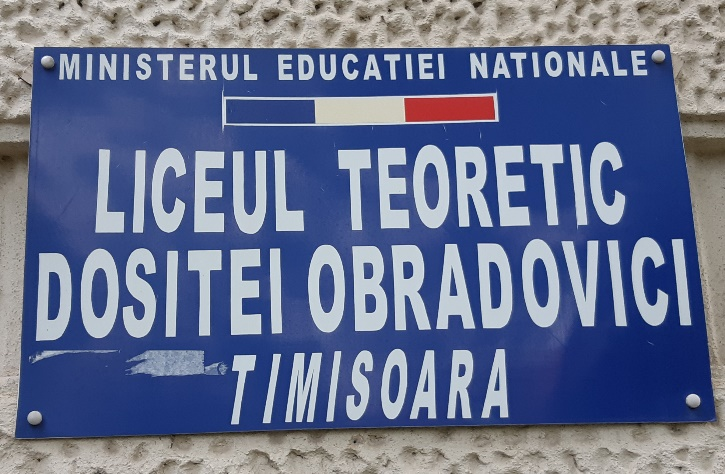 MINISTERUL EDUCATIEI NATIONALE
LICEUL TEORETIC
DOSITEI OBRADOVICI
TIMISOARA